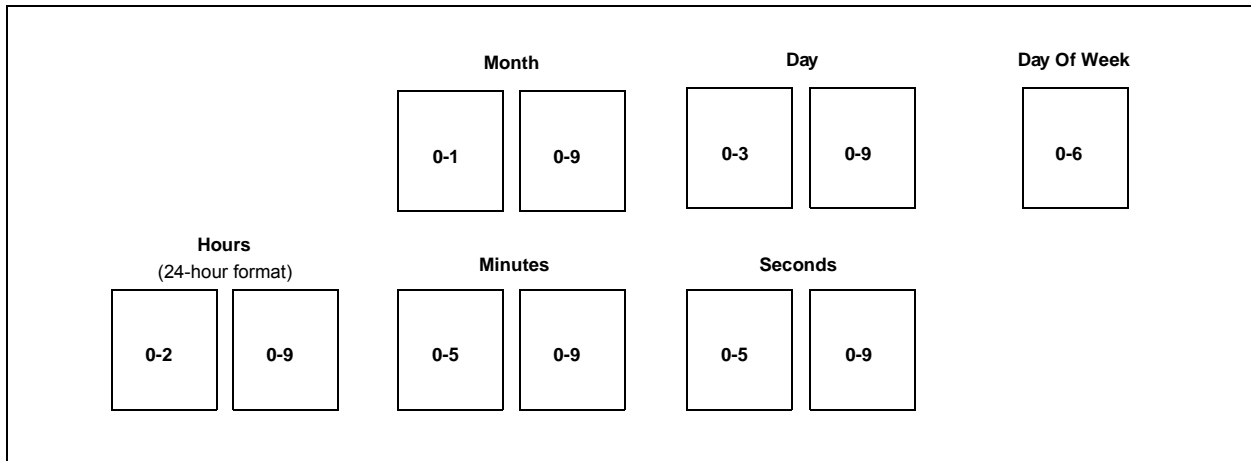 Month Day Day Of Week
0-1 0-9 0-3 0-9 0-6
Hours Minutes Seconds
(24-hour format)
0-2 0-9 0-5 0-9 0-5 0-9